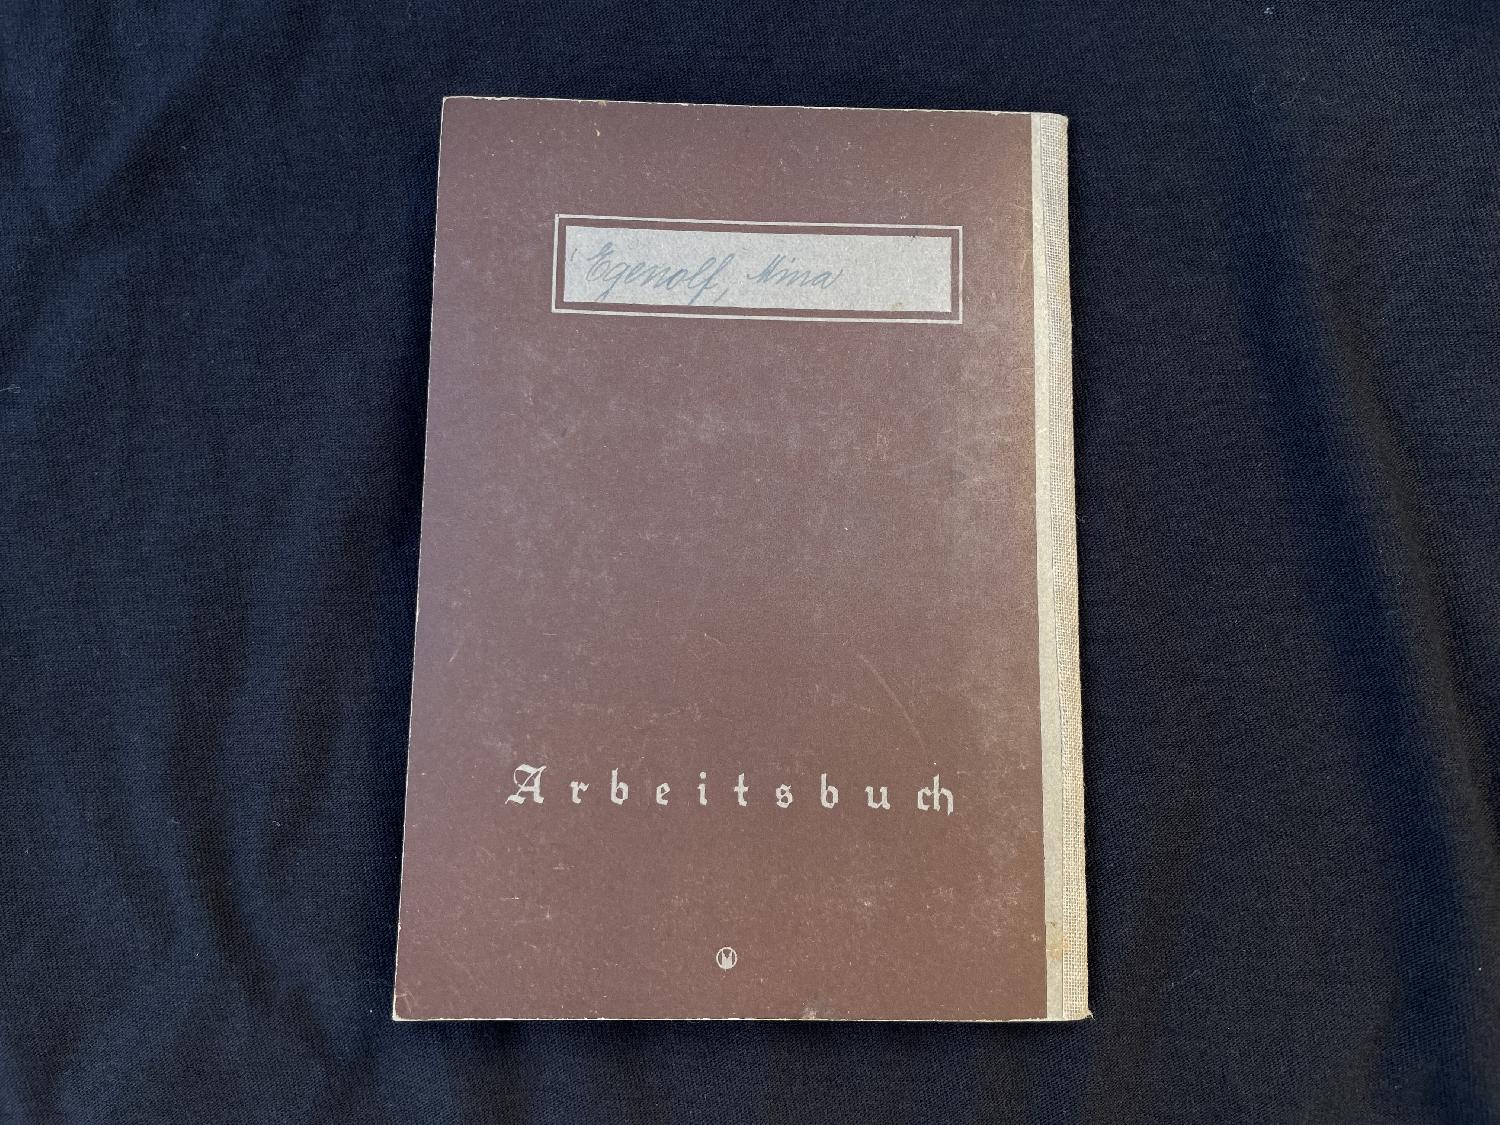 Egenolf, Mina
Arbeitsbuch
M